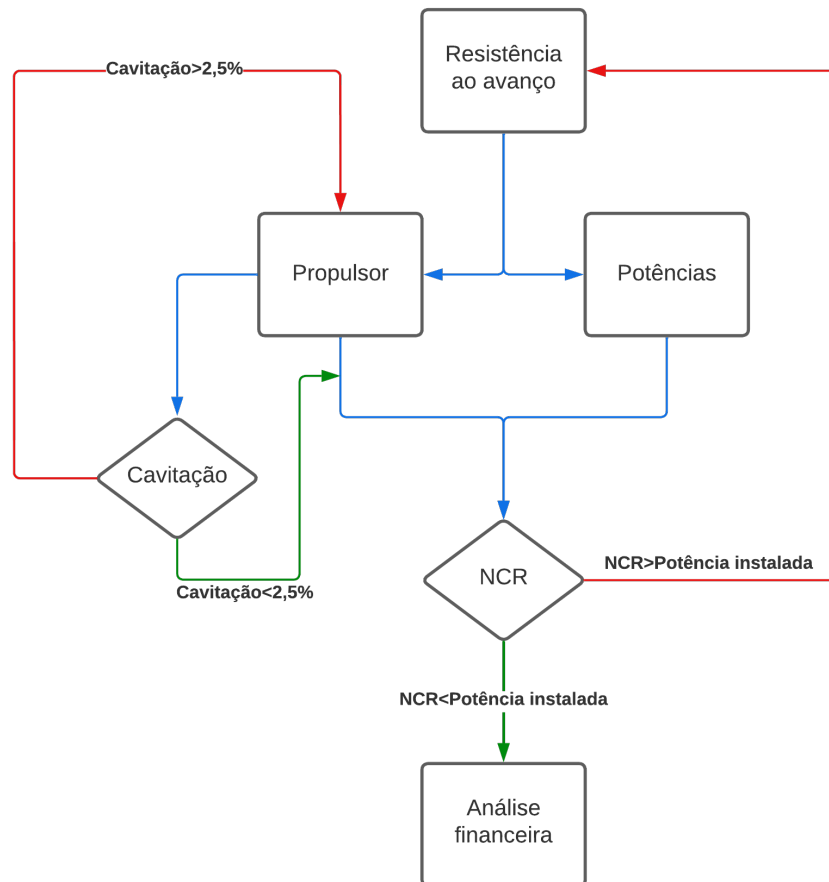 Resistência
ao avanço
Cavitação>2,5%
Propulsor
Potências
Cavitação
NCR
NCR>Potência instalada
Cavitação<2,5%
NCR<Potência instalada
Análise
financeira